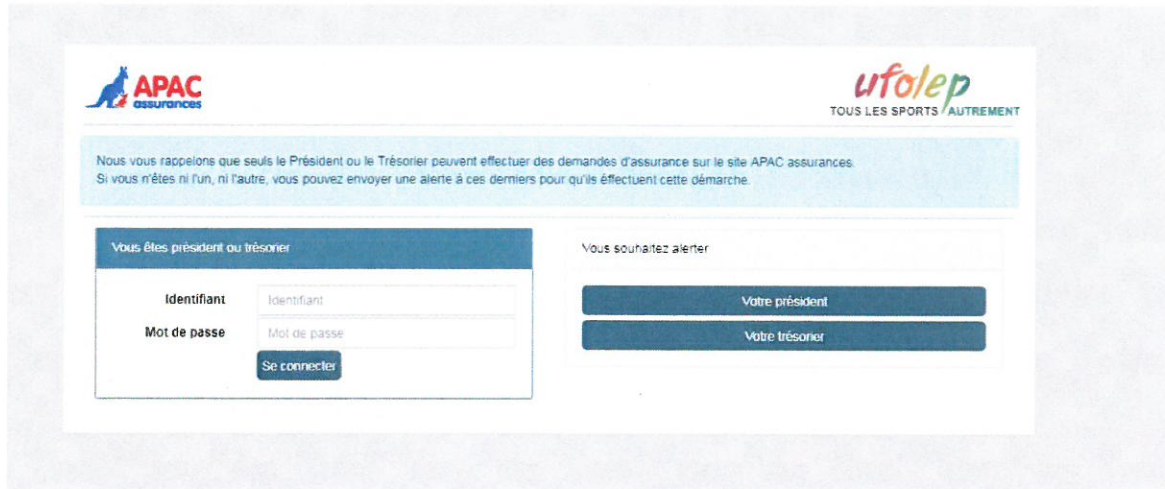 APAC
assurances
ufolep
TOUS LES SPORTS AUTREMENT
Nous vous rappelons que seuls le Président ou le Trésorier peuvent effectuer des demandes d'assurance sur le site APAC assurances.
Si vous n'êtes ni l'un, ni l'autre, vous pouvez envoyer une alerte à ces derniers pour qu'ils éffectuent cette démarche.
Vous êtes président ou trésorier
Identifiant
Identifiant
Mot de passe
Mot de passe
Se connecter
Vous souhaitez alerter
Votre président
Votre trésorier